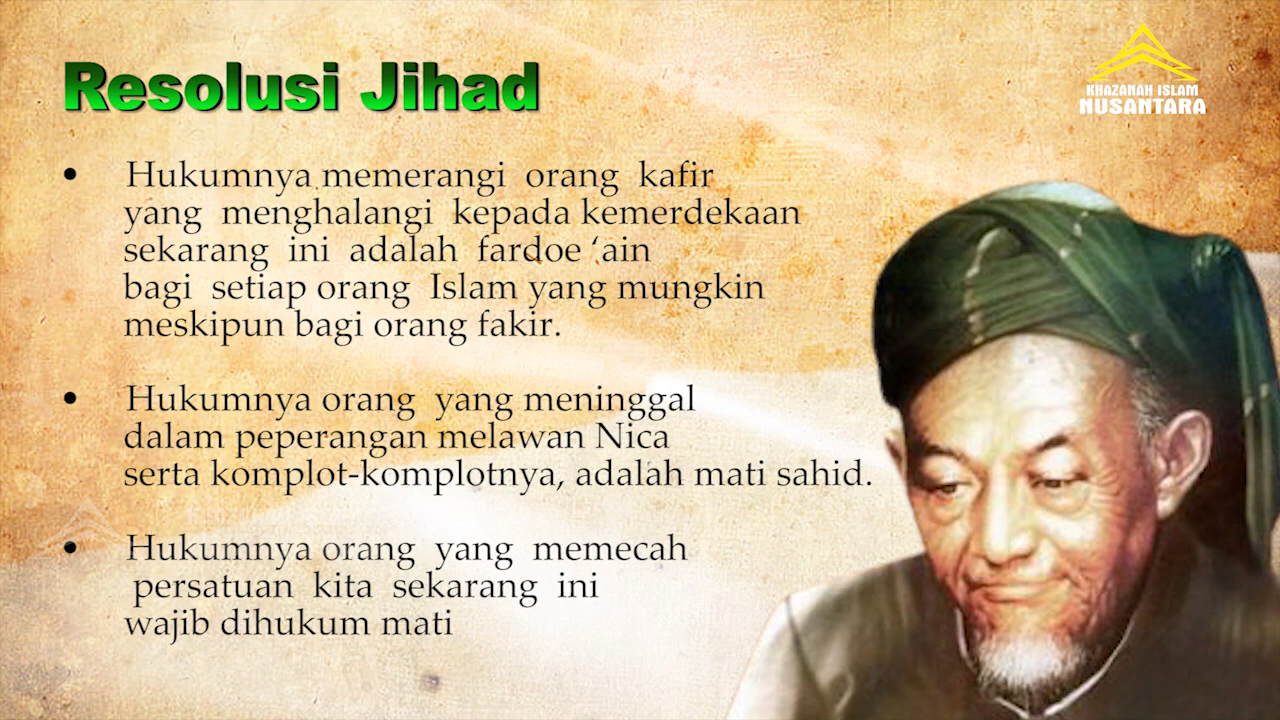 Resolusi Jihad
KHAZANAH ISLAM
NUSANTARA
• Hukumnya memerangi orang kafir
yang menghalangi kepada kemerdekaan
sekarang ini adalah fardoe ‘ain
bagi setiap orang Islam yang mungkin
meskipun bagi orang fakir.
• Hukumnya orang yang meninggal
dalam peperangan melawan Nica
serta komplot-komplotnya, adalah mati sahid.
• Hukumnya orang yang memecah
persatuan kita sekarang ini
wajib dihukum mati